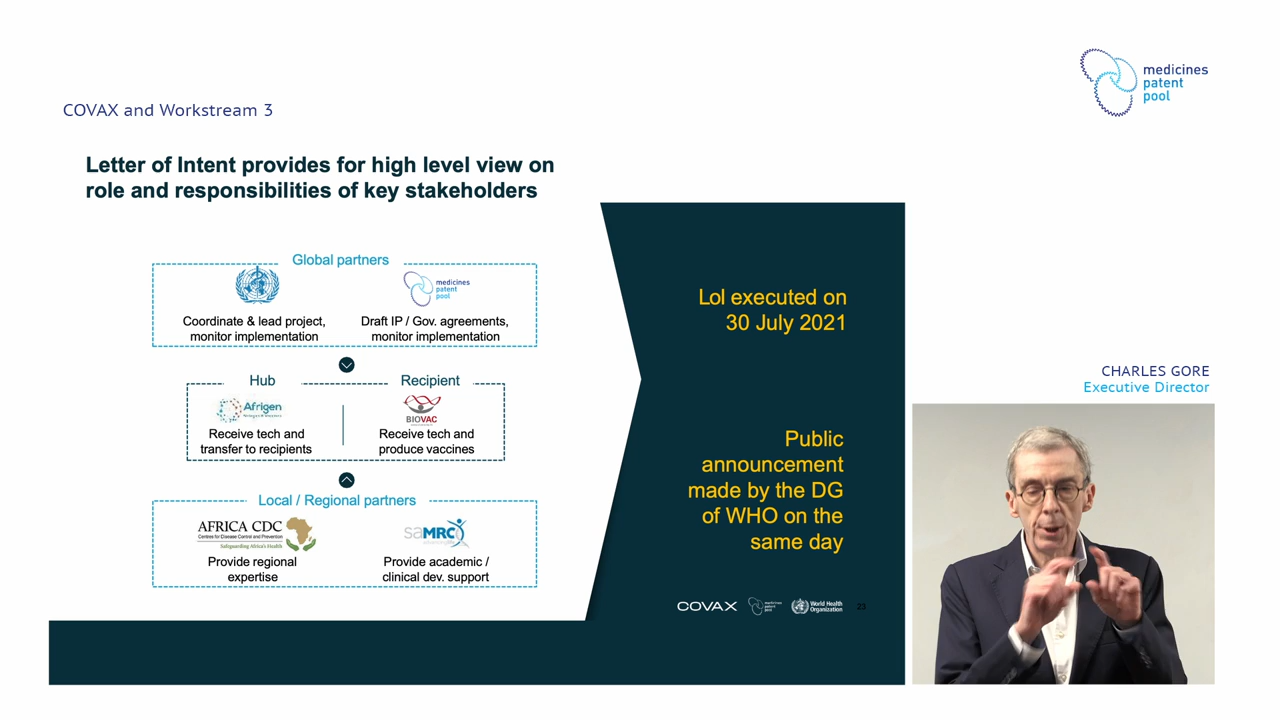 medicines
patent
pool
COVAX and Workstream 3
Letter of Intent provides for high level view on
role and responsibilities of key stakeholders
Global partners
medicines
patent
pool
Coordinate & lead project,
monitor implementation
Draft IP / Gov. agreements,
monitor implementation
Hub
Recipient
Afrigen
BIOVAC
Receive tech and
transfer to recipients
Receive tech and
produce vaccines
Local / Regional partners
AFRICA CDC
Centres for Disease Control and Prevention
Safeguarding Africa's Health
saMRC
Provide regional
expertise
Provide academic /
clinical dev. support
LoI executed on
30 July 2021
Public
announcement
made by the DG
of WHO on the
same day
COVAX
medicines
patent
pool
World Health
Organization
23
CHARLES GORE
Executive Director